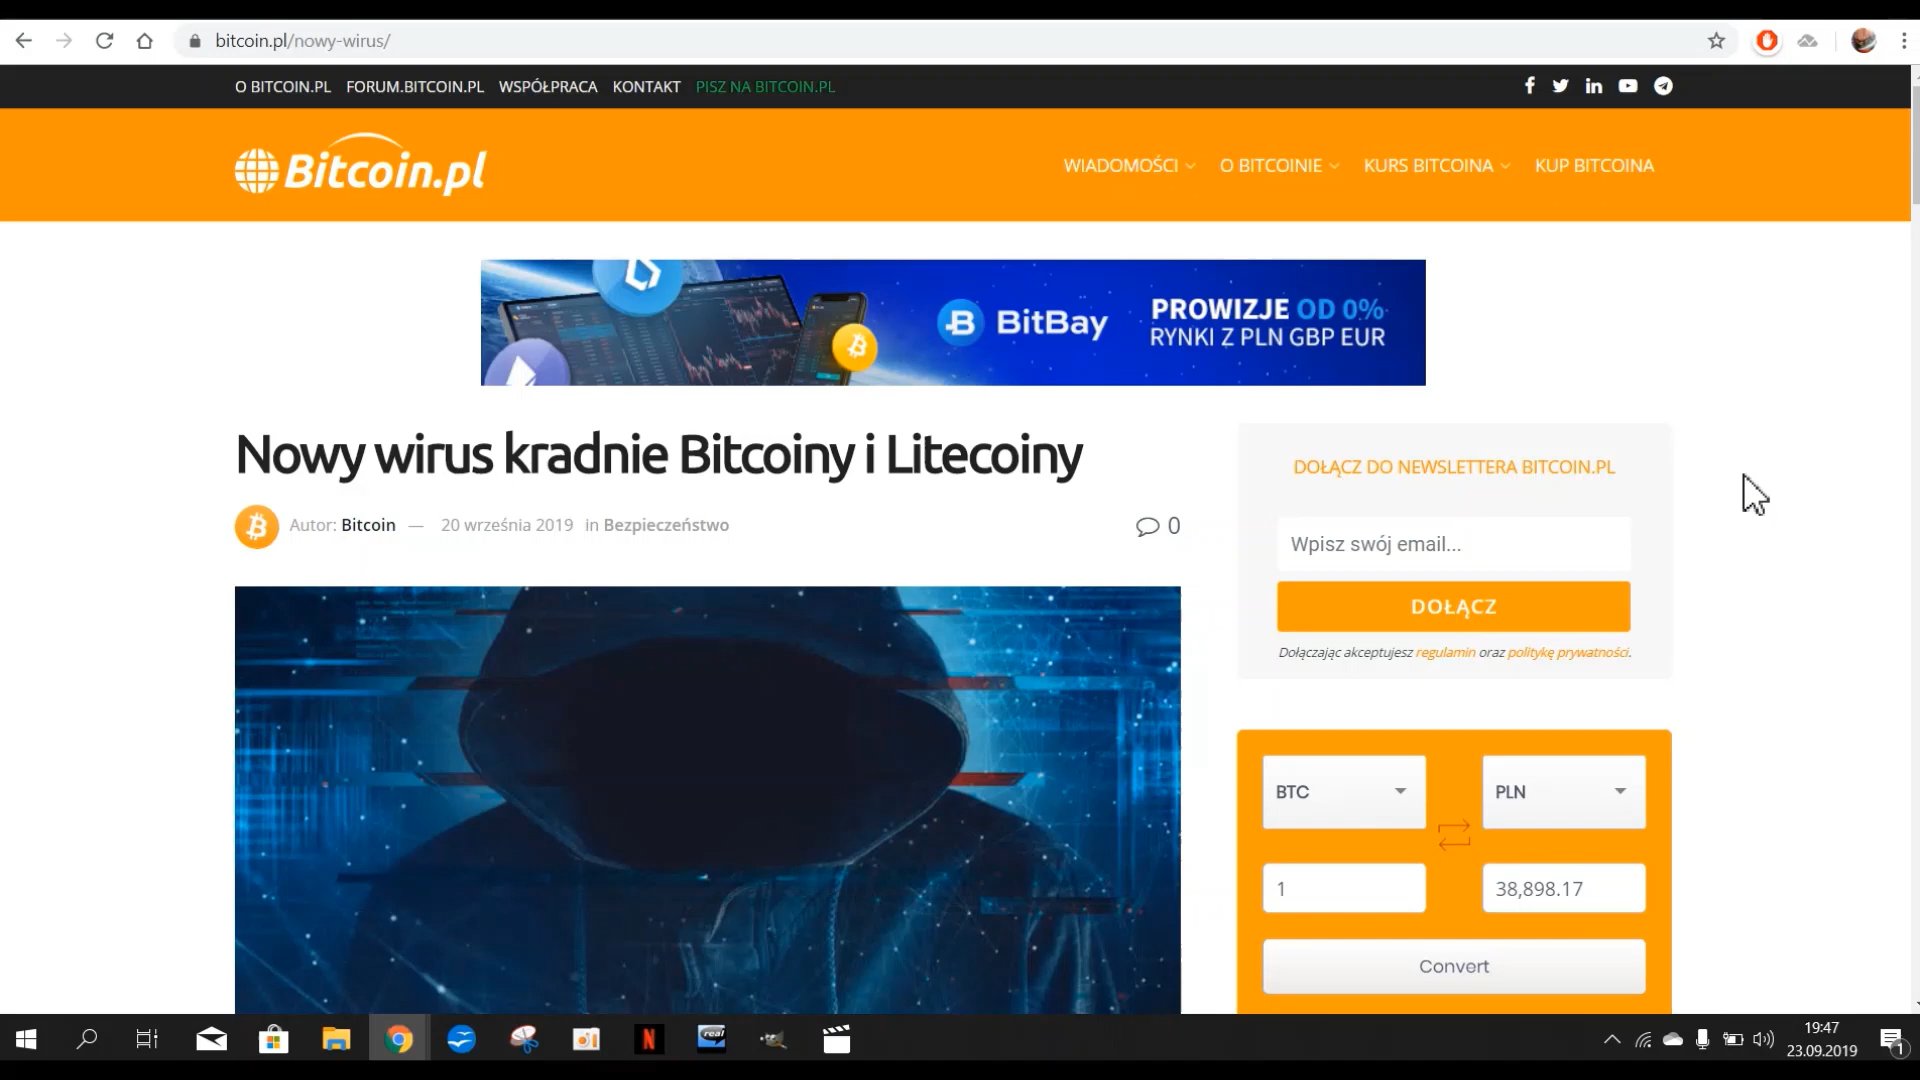 bitcoin.pl/nowy-wirus/
O BITCOIN.PL FORUM.BITCOIN.PL WSPÓŁPRACA KONTAKT PISZ NA BITCOIN.PL
Bitcoin.pl
WIADOMOŚCI O BITCOINIE KURS BITCOINA KUP BITCOINA
BitBay
PROWIZJE OD 0%
RYNKI Z PLN GBP EUR
Nowy wirus kradnie Bitcoiny i Litecoiny
Autor: Bitcoin — 20 września 2019 in Bezpieczeństwo
0
DOŁĄCZ DO NEWSLETTERA BITCOIN.PL
Wpisz swój email...
DOŁĄCZ
Dołączając akceptujesz regulamin oraz politykę prywatności.
BTC
PLN
1
38,898.17
Convert
real
19:47
23.09.2019
1